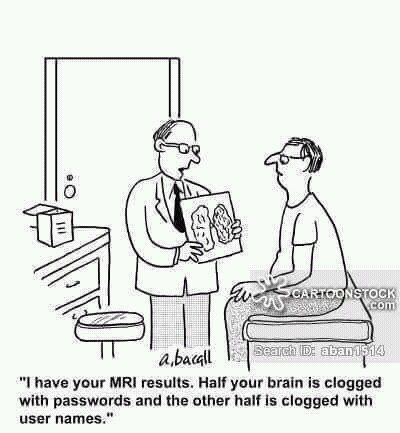 CARTOONSTOCK
.com
Search ID: aban1514
a.bacall
"I have your MRI results. Half your brain is clogged
with passwords and the other half is clogged with
user names."